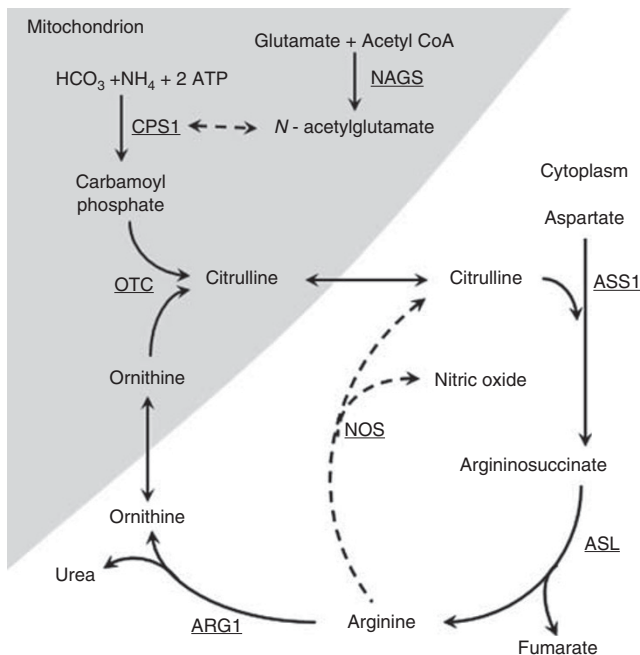 Mitochondrion
Glutamate + Acetyl CoA
HCO₃ +NH₄ + 2 ATP
NAGS
CPS1
N - acetylglutamate
Carbamoyl
phosphate
Cytoplasm
Aspartate
OTC
Citrulline
Citrulline
ASS1
Ornithine
Nitric oxide
NOS
Argininosuccinate
Ornithine
ASL
Urea
ARG1
Arginine
Fumarate